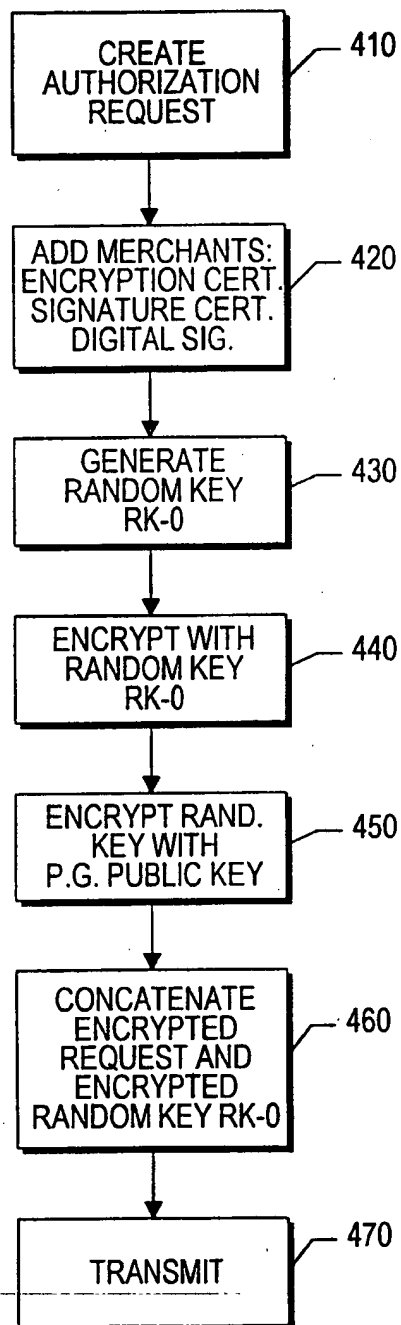 CREATE
AUTHORIZATION
REQUEST
410
ADD MERCHANTS:
ENCRYPTION CERT.
SIGNATURE CERT.
DIGITAL SIG.
420
GENERATE
RANDOM KEY
RK-0
430
ENCRYPT WITH
RANDOM KEY
RK-0
440
ENCRYPT RAND.
KEY WITH
P.G. PUBLIC KEY
450
CONCATENATE
ENCRYPTED
REQUEST AND
ENCRYPTED
RANDOM KEY RK-0
460
TRANSMIT
470